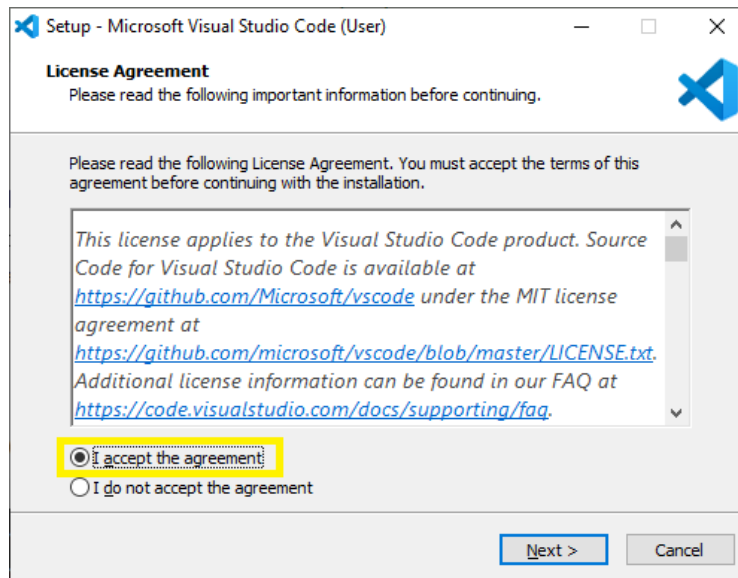 Setup - Microsoft Visual Studio Code (User)
License Agreement
Please read the following important information before continuing.
Please read the following License Agreement. You must accept the terms of this
agreement before continuing with the installation.
This license applies to the Visual Studio Code product. Source
Code for Visual Studio Code is available at
https://github.com/Microsoft/vscode under the MIT license
agreement at
https://github.com/microsoft/vscode/blob/master/LICENSE.txt.
Additional license information can be found in our FAQ at
https://code.visualstudio.com/docs/supporting/faq.
I accept the agreement
I do not accept the agreement
Next > Cancel